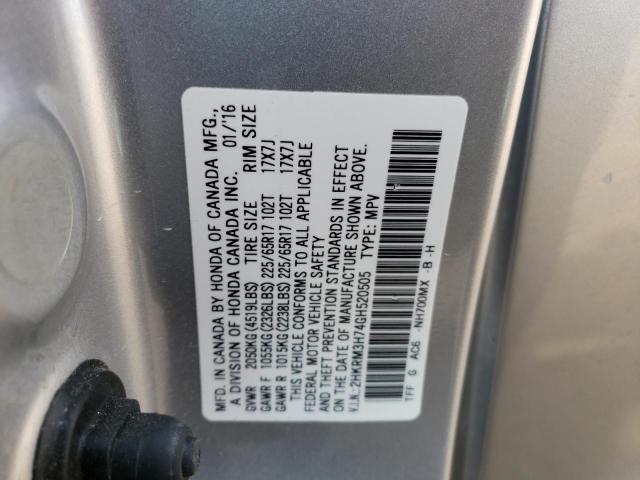 MFG. IN CANADA BY HONDA OF CANADA MFG.,
A DIVISION OF HONDA CANADA INC. 01/'16
GVWR 2050KG(4519LBS) TIRE SIZE RIM SIZE
GAWR F 1055KG(2326LBS) 225/65R17 102T 17X7J
GAWR R 1015KG(2238LBS) 225/65R17 102T 17X7J
THIS VEHICLE CONFORMS TO ALL APPLICABLE
FEDERAL MOTOR VEHICLE SAFETY
AND THEFT PREVENTION STANDARDS IN EFFECT
ON THE DATE OF MANUFACTURE SHOWN ABOVE.
V.I.N.:2HKRM3H74GH520505 TYPE: MPV
TFF G AC6 -NH700MX -B -H